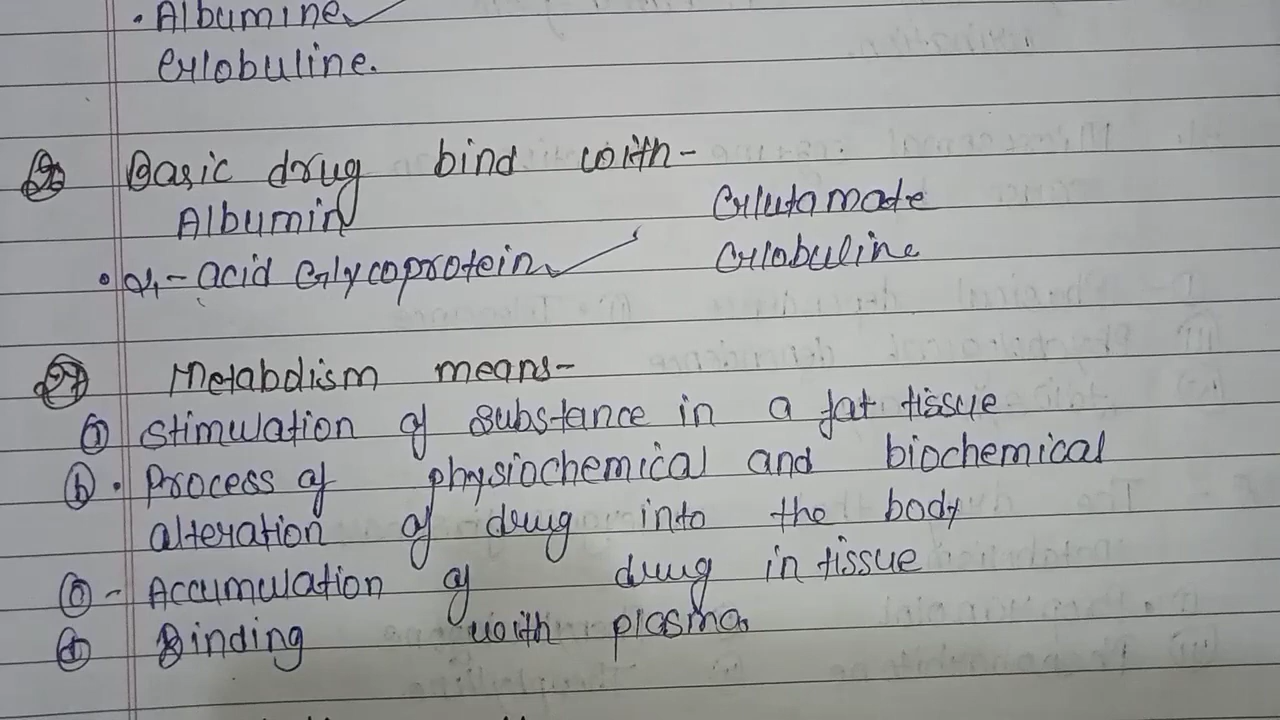 • Albumine ✓
Globuline.
26 Basic drug bind with-
Albumin Glutamate
• α1-acid Glycoprotein ✓ Globuline
27 Metabolism means-
a stimulation of substance in a fat tissue
b • Process of physiochemical and biochemical
alteration of drug into the body
c - Accumulation of drug in tissue
d Binding with plasma